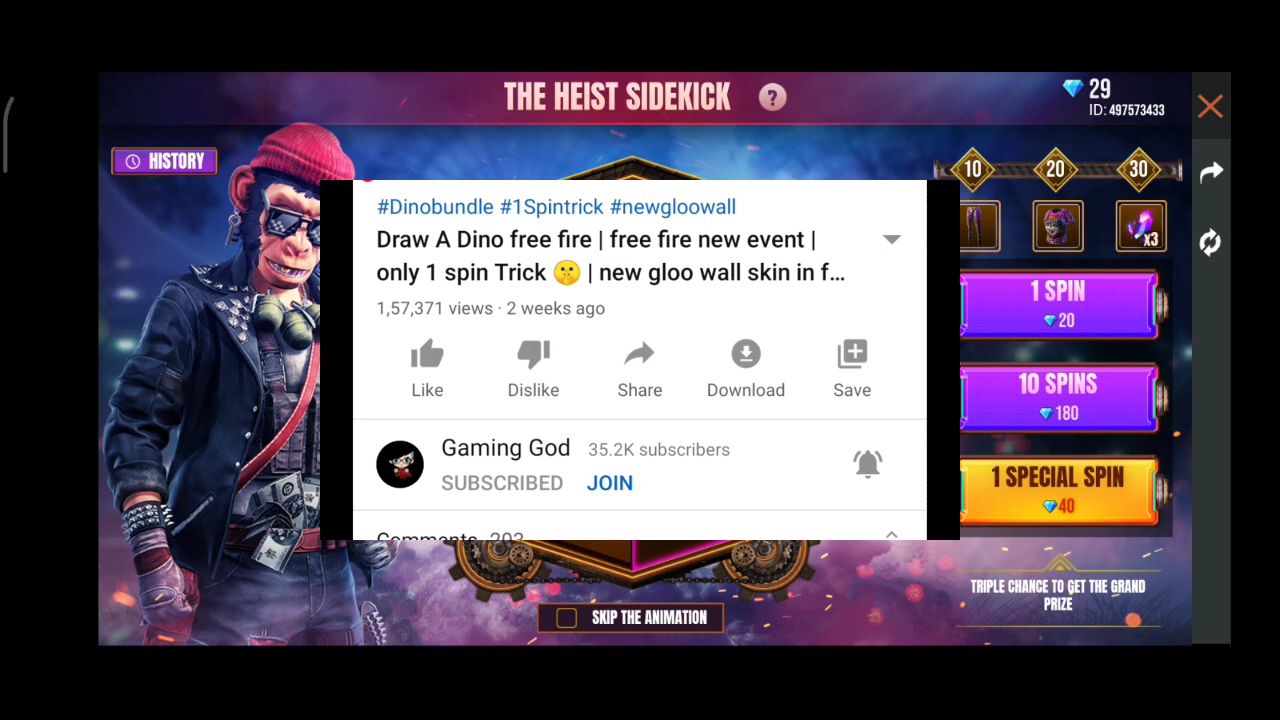 THE HEIST SIDEKICK ?
29
ID: 497573433
HISTORY
10 20 30
x3
#Dinobundle #1Spintrick #newgloowall
Draw A Dino free fire | free fire new event |
only 1 spin Trick 🤫 | new gloo wall skin in f...
1,57,371 views · 2 weeks ago
Like Dislike Share Download Save
Gaming God 35.2K subscribers
SUBSCRIBED JOIN
Comments 203
1 SPIN
20
10 SPINS
180
1 SPECIAL SPIN
40
TRIPLE CHANCE TO GET THE GRAND
PRIZE
SKIP THE ANIMATION